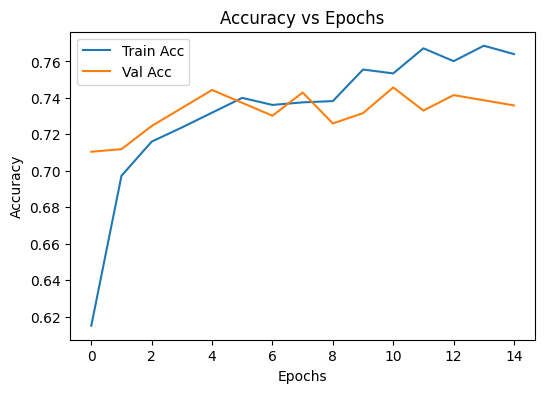 Accuracy vs Epochs
Train Acc
Val Acc
0.76
0.74
0.72
0.70
0.68
0.66
0.64
0.62
Accuracy
0 2 4 6 8 10 12 14
Epochs